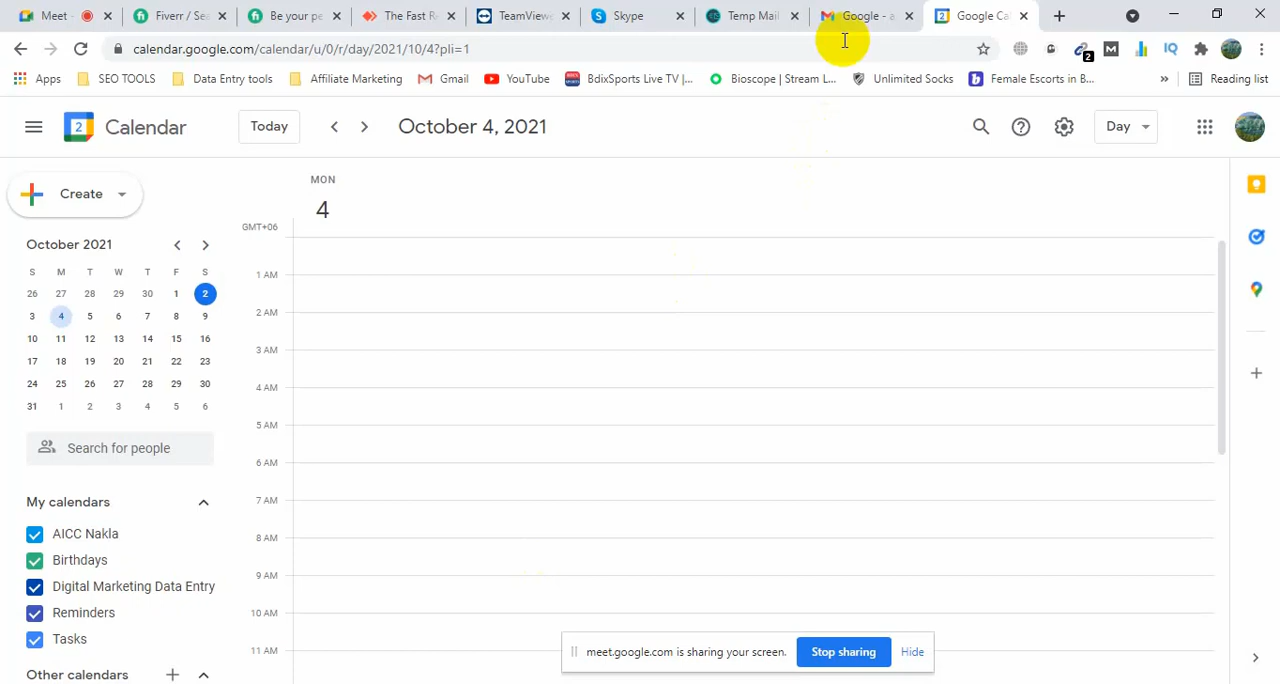 Meet -
Fiverr / Sea
Be your pe
The Fast R
TeamViewe
Skype
Temp Mail
Google - a
Google Ca
calendar.google.com/calendar/u/0/r/day/2021/10/4?pli=1
2
Apps
SEO TOOLS
Data Entry tools
Affiliate Marketing
Gmail
YouTube
BdixSports Live TV |...
Bioscope | Stream L...
Unlimited Socks
Female Escorts in B...
»
Reading list
2
Calendar
Today
October 4, 2021
Day
Create
MON
4
GMT+06
October 2021
S M T W T F S
26 27 28 29 30 1 2
3 4 5 6 7 8 9
10 11 12 13 14 15 16
17 18 19 20 21 22 23
24 25 26 27 28 29 30
31 1 2 3 4 5 6
1 AM
2 AM
3 AM
4 AM
5 AM
6 AM
7 AM
8 AM
9 AM
10 AM
11 AM
Search for people
My calendars
AICC Nakla
Birthdays
Digital Marketing Data Entry
Reminders
Tasks
Other calendars
meet.google.com is sharing your screen.
Stop sharing
Hide